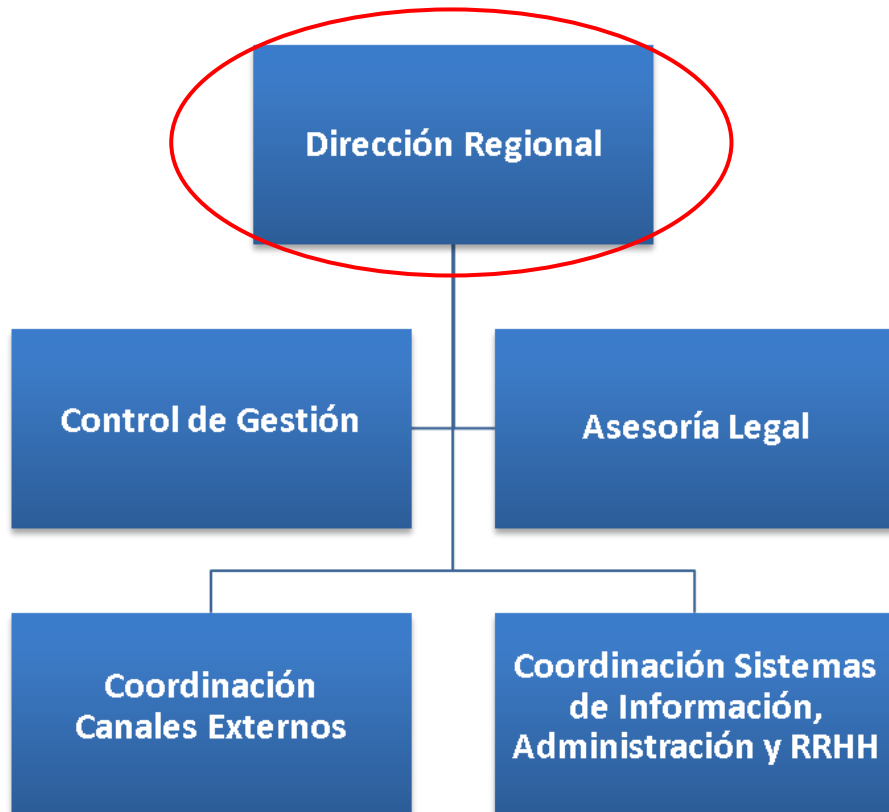 Dirección Regional
Control de Gestión
Asesoría Legal
Coordinación
Canales Externos
Coordinación Sistemas
de Información,
Administración y RRHH